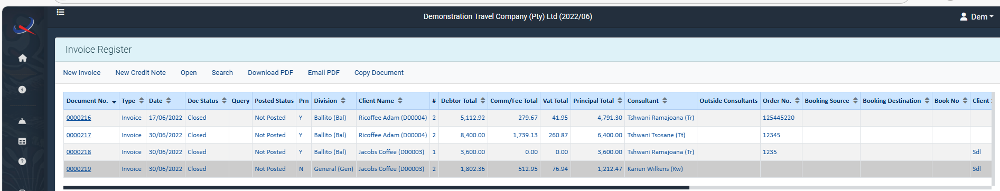 Demonstration Travel Company (Pty) Ltd (2022/06) Dem
Invoice Register
New Invoice New Credit Note Open Search Download PDF Email PDF Copy Document
Document No. Type Date Doc Status Query Posted Status Prn Division Client Name # Debtor Total Comm/Fee Total Vat Total Principal Total Consultant Outside Consultants Order No. Booking Source Booking Destination Book No Client
0000216 Invoice 17/06/2022 Closed Not Posted Y Ballito (Bal) Ricoffee Adam (D00004) 2 5,112.92 279.67 41.95 4,791.30 Tshwani Ramajoana (Tr) 125445220
0000217 Invoice 30/06/2022 Closed Not Posted Y Ballito (Bal) Ricoffee Adam (D00004) 2 8,400.00 1,739.13 260.87 6,400.00 Tshwani Tsosane (Tt) 12345
0000218 Invoice 30/06/2022 Closed Not Posted Y Ballito (Bal) Jacobs Coffee (D00003) 1 3,600.00 0.00 0.00 3,600.00 Tshwani Ramajoana (Tr) 1235 Sdl
0000219 Invoice 30/06/2022 Closed Not Posted N General (Gen) Jacobs Coffee (D00003) 2 1,802.36 512.95 76.94 1,212.47 Karien Wilkens (Kw) Sdl